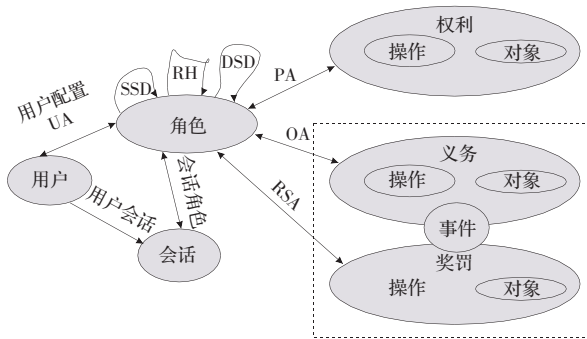 权利
操作
对象
SSD
RH
DSD
PA
用户配置
UA
角色
OA
义务
操作
对象
用户
用户会话
会话角色
RSA
会话
事件
奖罚
操作
对象